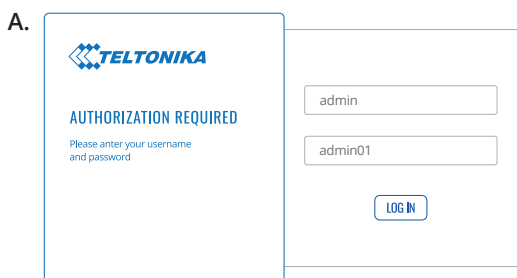 A.
TELTONIKA
AUTHORIZATION REQUIRED
Please anter your username
and password
admin
admin01
LOG IN